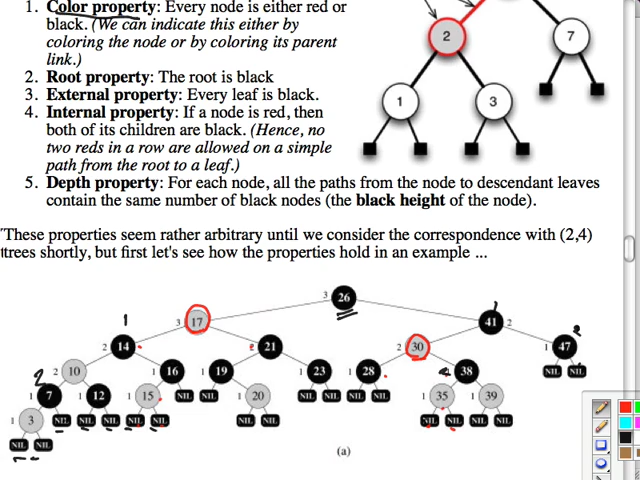 1. Color property: Every node is either red or
black. (We can indicate this either by
coloring the node or by coloring its parent
link.)
2. Root property: The root is black
3. External property: Every leaf is black.
4. Internal property: If a node is red, then
both of its children are black. (Hence, no
two reds in a row are allowed on a simple
path from the root to a leaf.)
5. Depth property: For each node, all the paths from the node to descendant leaves
contain the same number of black nodes (the black height of the node).
2
7
1
3
These properties seem rather arbitrary until we consider the correspondence with (2,4)
trees shortly, but first let's see how the properties hold in an example ...
3 26
1
3 17
41 2
2
2 14
21
2 30
1 47
2
2 10
1 16
1 19
1 23
1 28
38
NIL NIL
1 7
1 12
1 15
NIL NIL
1 20
NIL NIL NIL NIL
1 35
1 39
1 3
NIL NIL NIL NIL NIL
NIL NIL
NIL NIL NIL NIL
NIL NIL
(a)